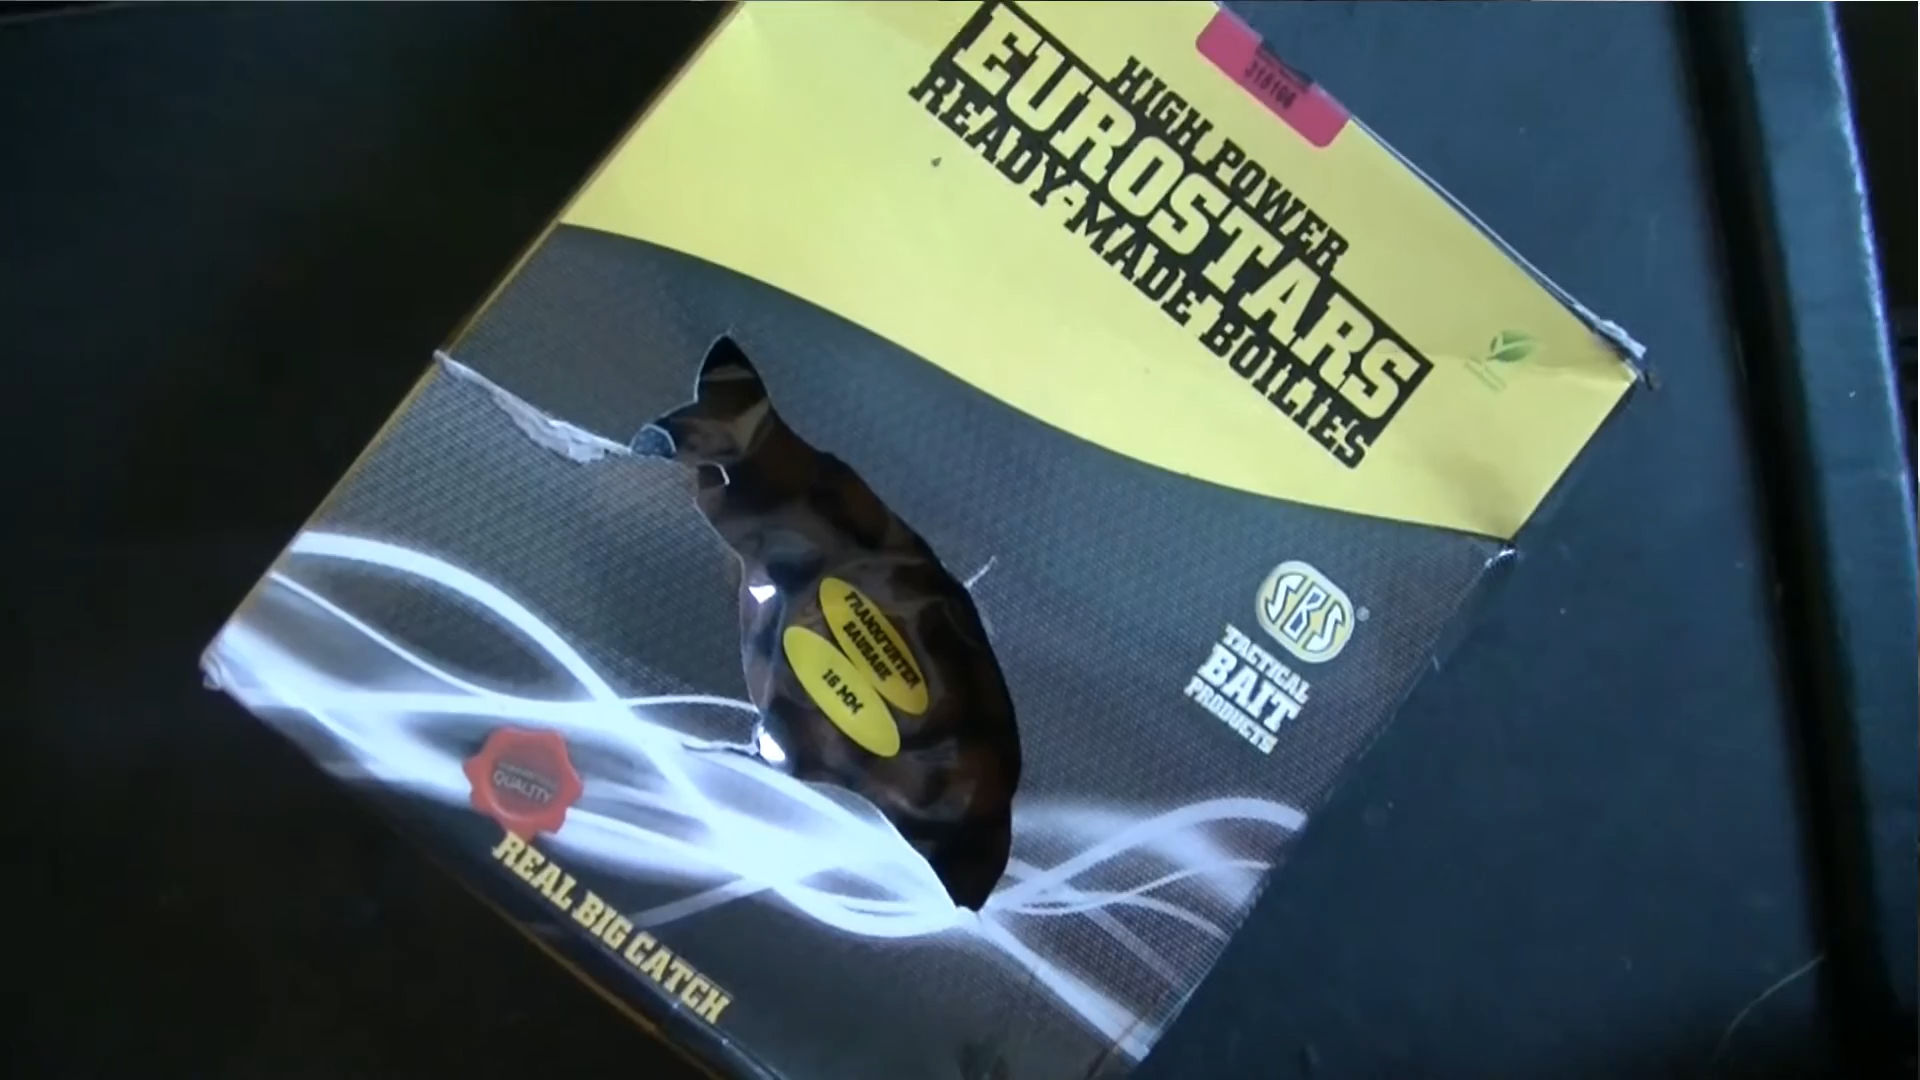 HIGH POWER
EUROSTARS
READY-MADE BOILIES
FRANKFURTER
SAUSAGE
16 MM
SBS
TACTICAL
BAIT
PRODUCTS
QUALITY
REAL BIG CATCH